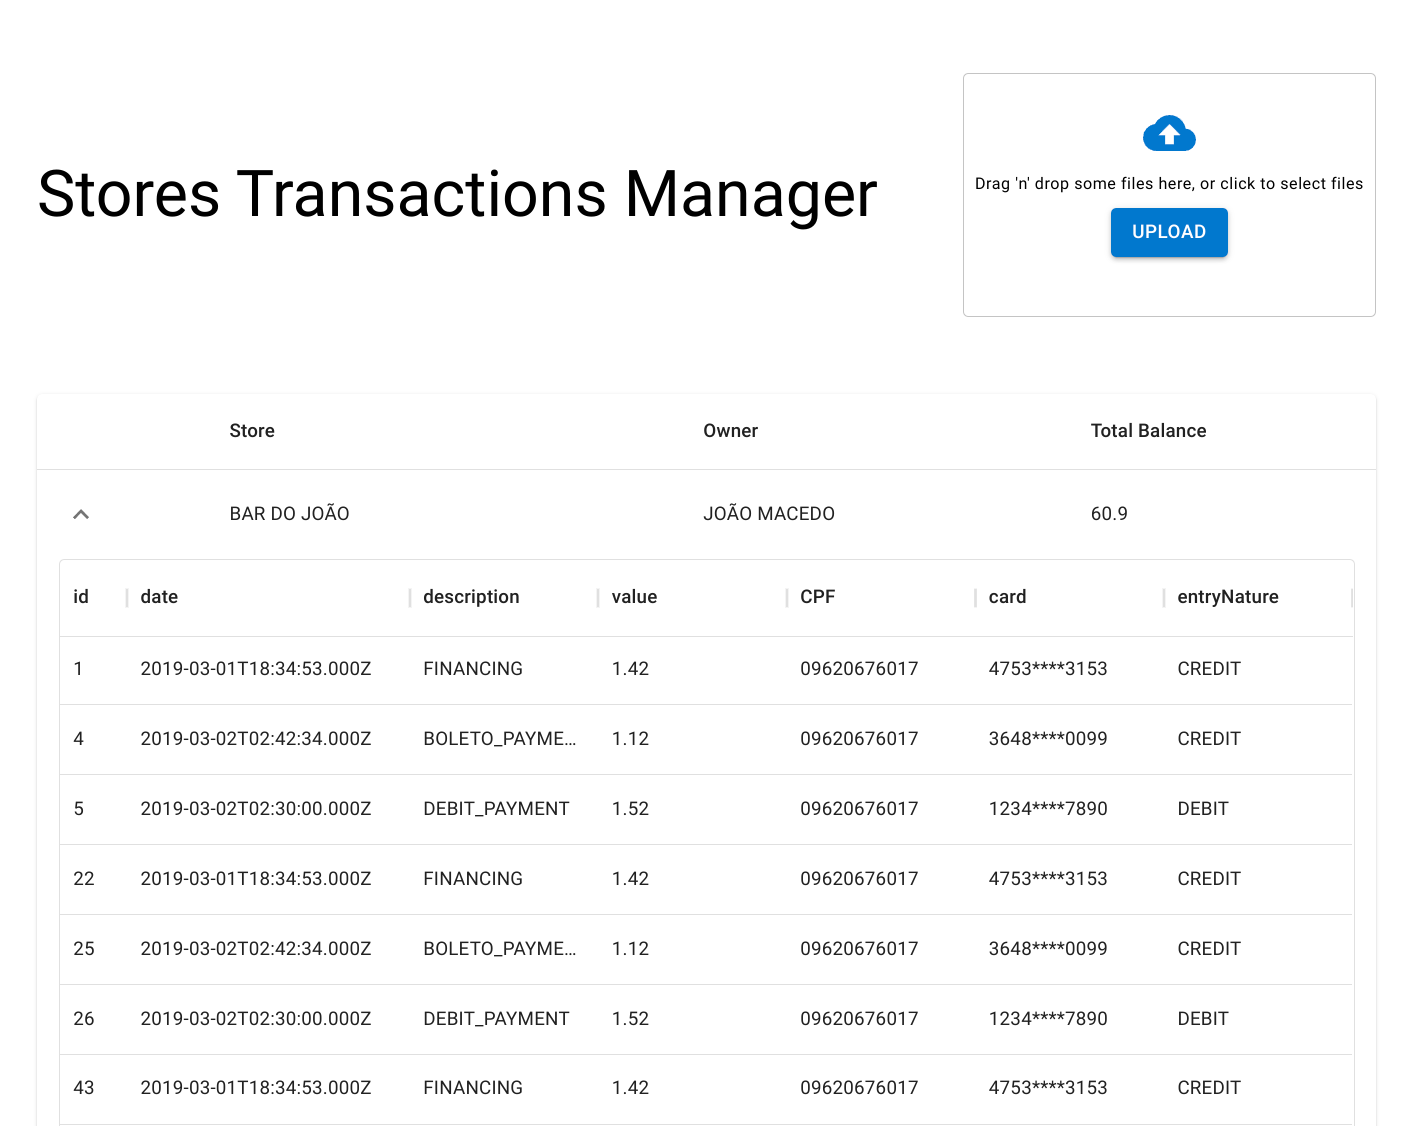 Stores Transactions Manager
Drag 'n' drop some files here, or click to select files
UPLOAD
Store Owner Total Balance
BAR DO JOÃO JOÃO MACEDO 60.9
id date description value CPF card entryNature
1 2019-03-01T18:34:53.000Z FINANCING 1.42 09620676017 4753****3153 CREDIT
4 2019-03-02T02:42:34.000Z BOLETO_PAYME... 1.12 09620676017 3648****0099 CREDIT
5 2019-03-02T02:30:00.000Z DEBIT_PAYMENT 1.52 09620676017 1234****7890 DEBIT
22 2019-03-01T18:34:53.000Z FINANCING 1.42 09620676017 4753****3153 CREDIT
25 2019-03-02T02:42:34.000Z BOLETO_PAYME... 1.12 09620676017 3648****0099 CREDIT
26 2019-03-02T02:30:00.000Z DEBIT_PAYMENT 1.52 09620676017 1234****7890 DEBIT
43 2019-03-01T18:34:53.000Z FINANCING 1.42 09620676017 4753****3153 CREDIT